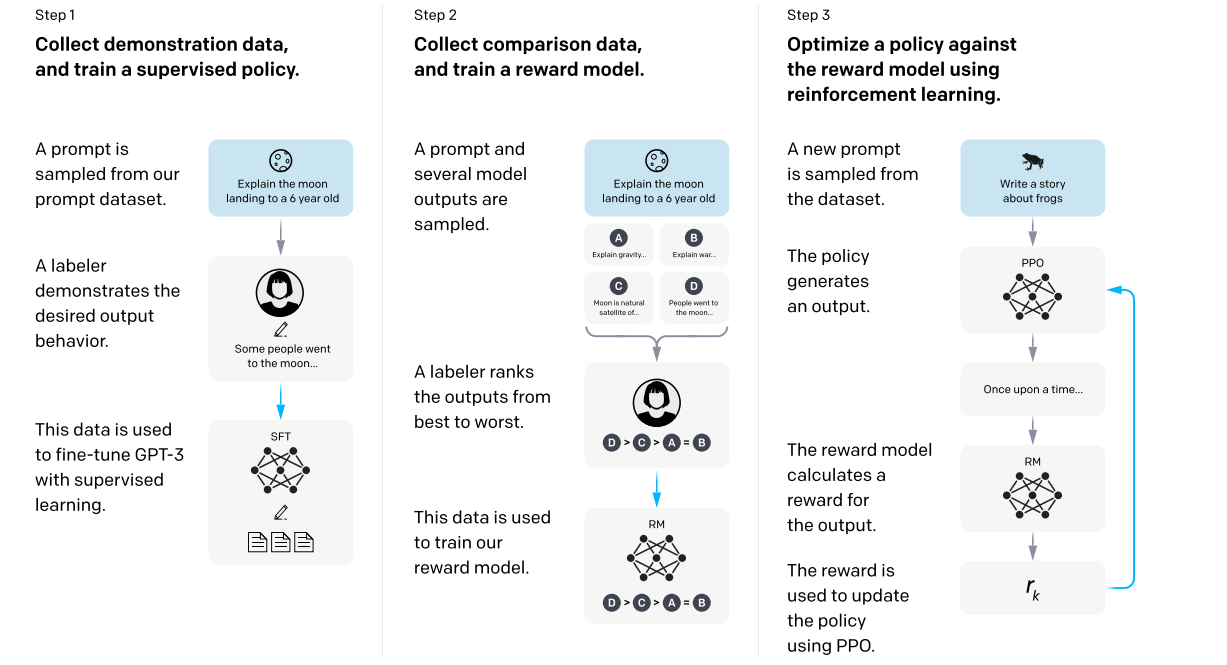 Step 1
Collect demonstration data,
and train a supervised policy.
A prompt is
sampled from our
prompt dataset.
Explain the moon
landing to a 6 year old
A labeler
demonstrates the
desired output
behavior.
Some people went
to the moon...
This data is used
to fine-tune GPT-3
with supervised
learning.
SFT
Step 2
Collect comparison data,
and train a reward model.
A prompt and
several model
outputs are
sampled.
Explain the moon
landing to a 6 year old
A
Explain gravity...
B
Explain war...
C
Moon is natural
satellite of...
D
People went to
the moon...
A labeler ranks
the outputs from
best to worst.
D > C > A = B
This data is used
to train our
reward model.
RM
D > C > A = B
Step 3
Optimize a policy against
the reward model using
reinforcement learning.
A new prompt
is sampled from
the dataset.
Write a story
about frogs
The policy
generates
an output.
PPO
Once upon a time...
The reward model
calculates a
reward for
the output.
RM
The reward is
used to update
the policy
using PPO.
rk